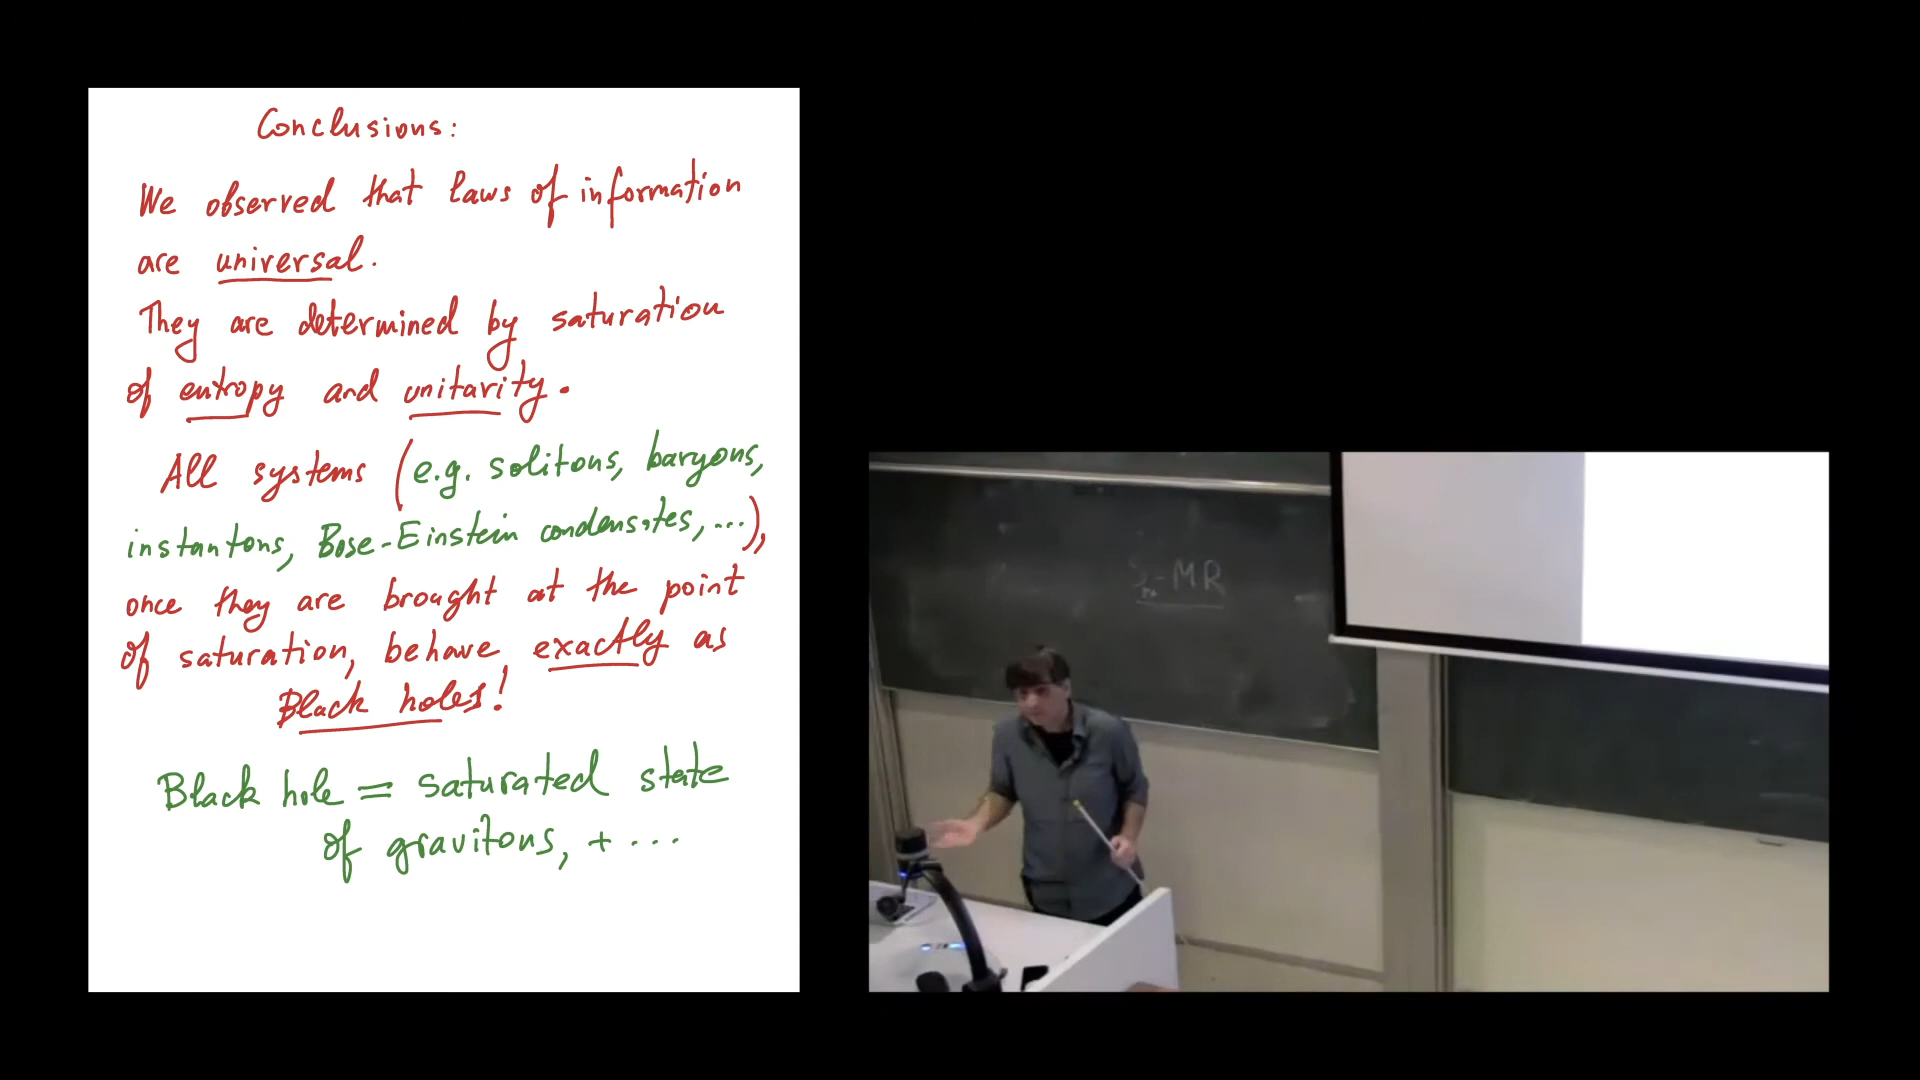 Conclusions:
We observed that laws of information
are universal.
They are determined by saturation
of entropy and unitarity.
All systems (e.g. solitons, baryons,
instantons, Bose-Einstein condensates, ...),
once they are brought at the point
of saturation, behave exactly as
Black holes!
Black hole = saturated state
of gravitons, + ...
MR